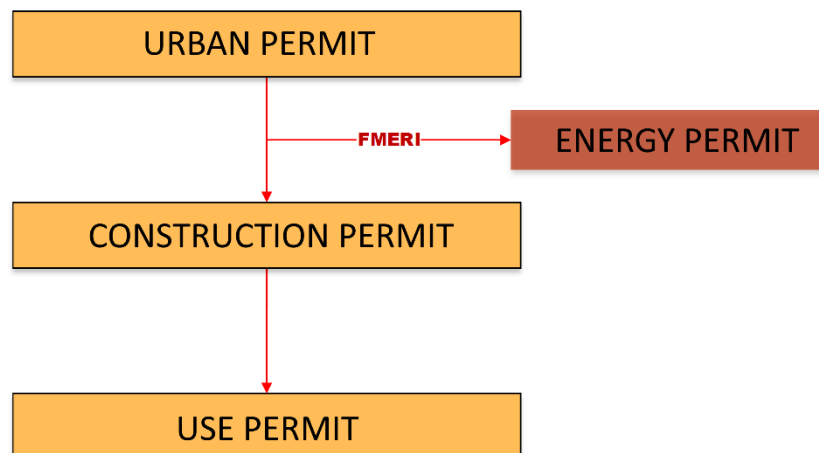 URBAN PERMIT
FMERI
ENERGY PERMIT
CONSTRUCTION PERMIT
USE PERMIT